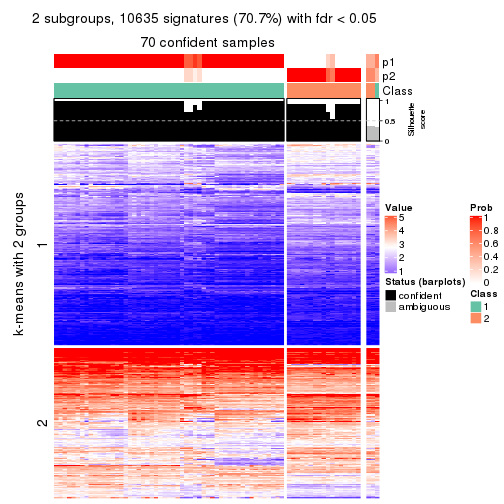 2 subgroups, 10635 signatures (70.7%) with fdr < 0.05
70 confident samples
p1
p2
Class
1
0.5
0
Silhouette
score
k-means with 2 groups
1
2
Value
5
4
3
2
1
Status (barplots)
confident
ambiguous
Prob
1
0.8
0.6
0.4
0.2
0
Class
1
2